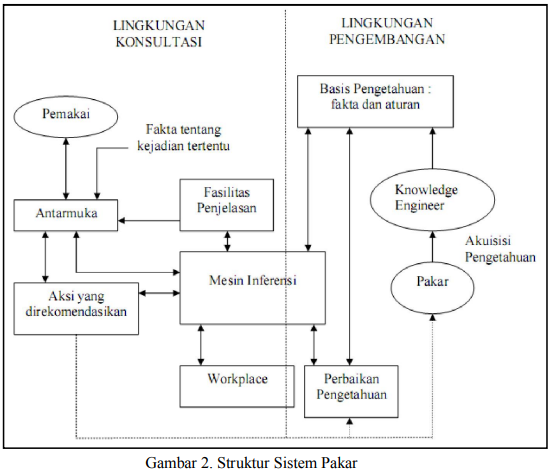 LINGKUNGAN
KONSULTASI
LINGKUNGAN
PENGEMBANGAN
Pemakai
Fakta tentang
kejadian tertentu
Basis Pengetahuan :
fakta dan aturan
Antarmuka
Fasilitas
Penjelasan
Knowledge
Engineer
Akuisisi
Pengetahuan
Aksi yang
direkomendasikan
Mesin Inferensi
Pakar
Workplace
Perbaikan
Pengetahuan
Gambar 2. Struktur Sistem Pakar